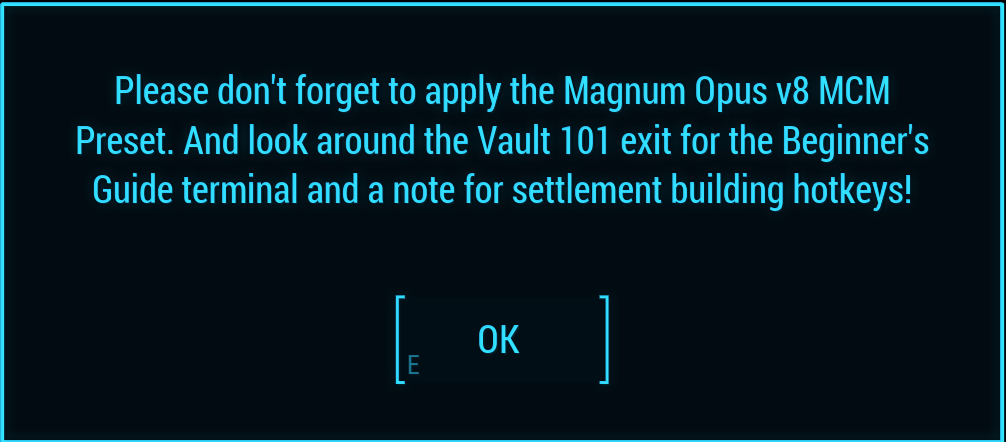 Please don't forget to apply the Magnum Opus v8 MCM
Preset. And look around the Vault 101 exit for the Beginner's
Guide terminal and a note for settlement building hotkeys!
OK
E